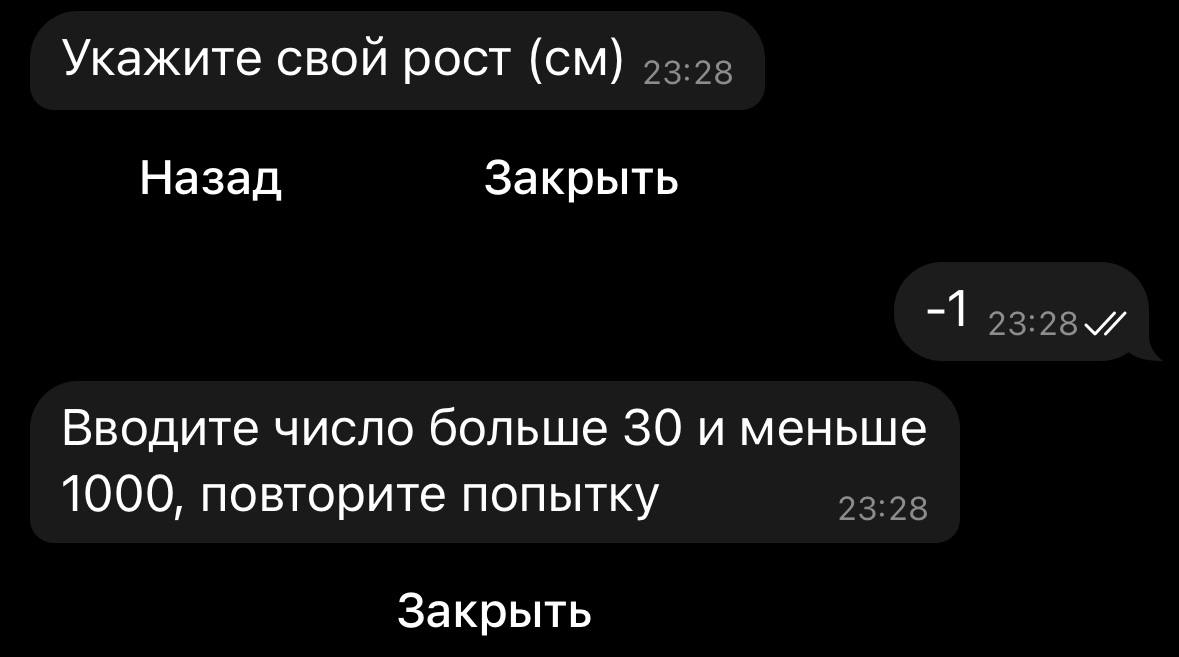 Укажите свой рост (см) 23:28
Назад Закрыть
-1 23:28
Вводите число больше 30 и меньше
1000, повторите попытку 23:28
Закрыть